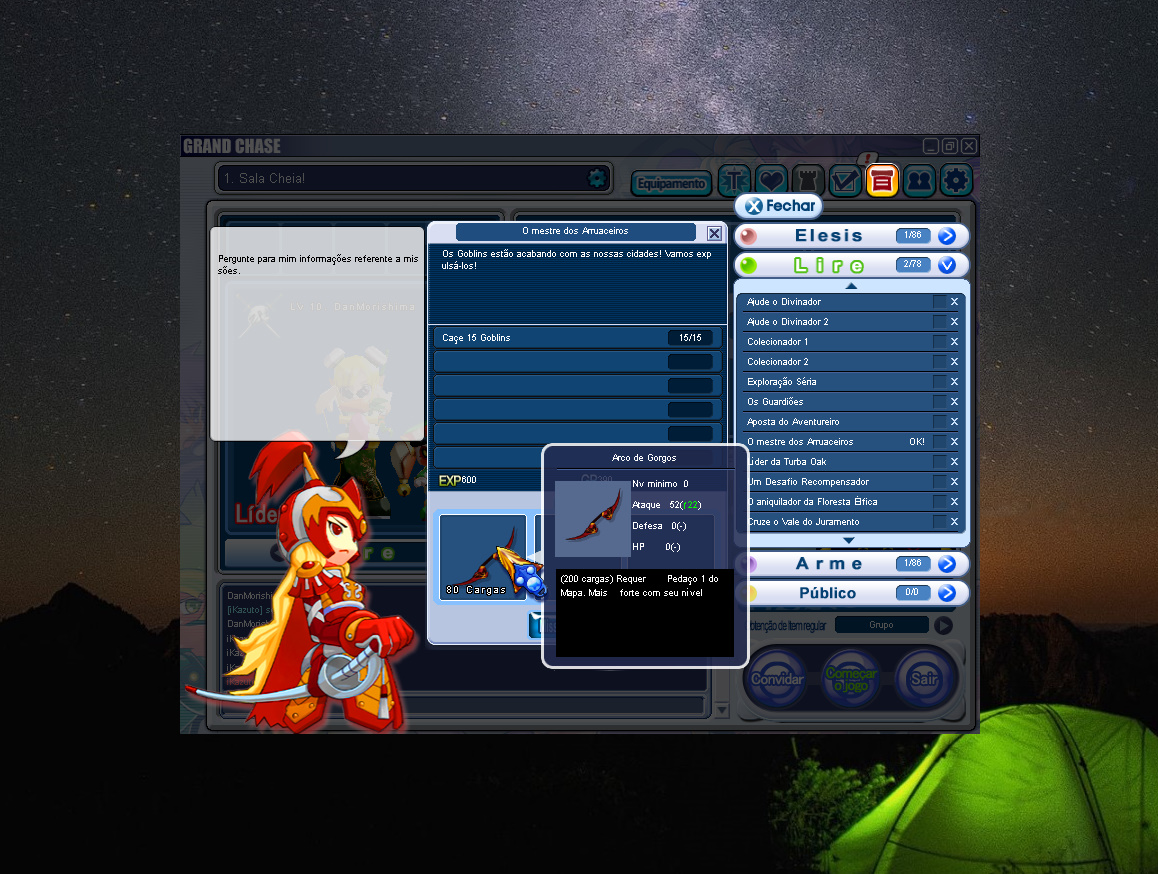 GRAND CHASE
1. Sala Cheia!
Equipamento
Fechar
O mestre dos Arruaceiros
Os Goblins estão acabando com as nossas cidades! Vamos exp
ulsá-los!
Pergunte para mim informações referente a mis
sões.
Lv 10 DanMorishima
Caçe 15 Goblins 15/15
EXP600
80 Cargas
Arco de Gorgos
Nv mínimo 0
Ataque 52(↑22)
Defesa 0(-)
HP 0(-)
(200 cargas) Requer Pedaço 1 do
Mapa. Mais forte com seu nível
Elesis 1/86
Lire 2/78
Ajude o Divinador X
Ajude o Divinador 2 X
Colecionador 1 X
Colecionador 2 X
Exploração Séria X
Os Guardiões X
Aposta do Aventureiro X
O mestre dos Arruaceiros OK! X
Líder da Turba Oak X
Um Desafio Recompensador X
O aniquilador da Floresta Élfica X
Cruze o Vale do Juramento X
Arme 1/86
Público 0/0
Grupo
Convidar
Começar
o jogo
Sair
DanMorish
[iKazuto]
DanMoris